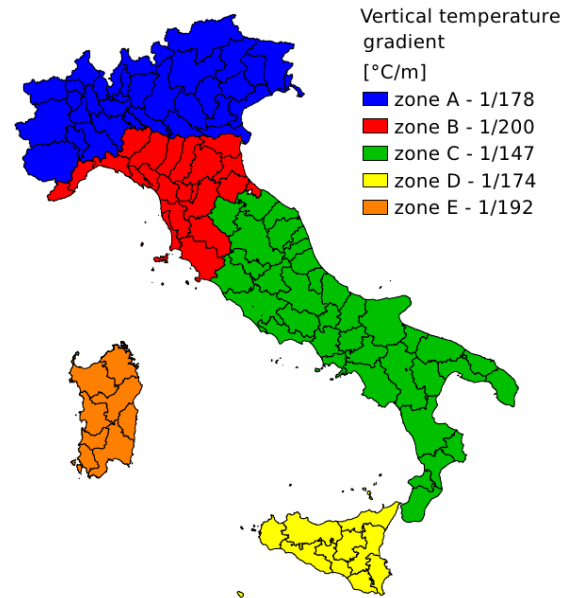 Vertical temperature
gradient
[°C/m]
zone A - 1/178
zone B - 1/200
zone C - 1/147
zone D - 1/174
zone E - 1/192